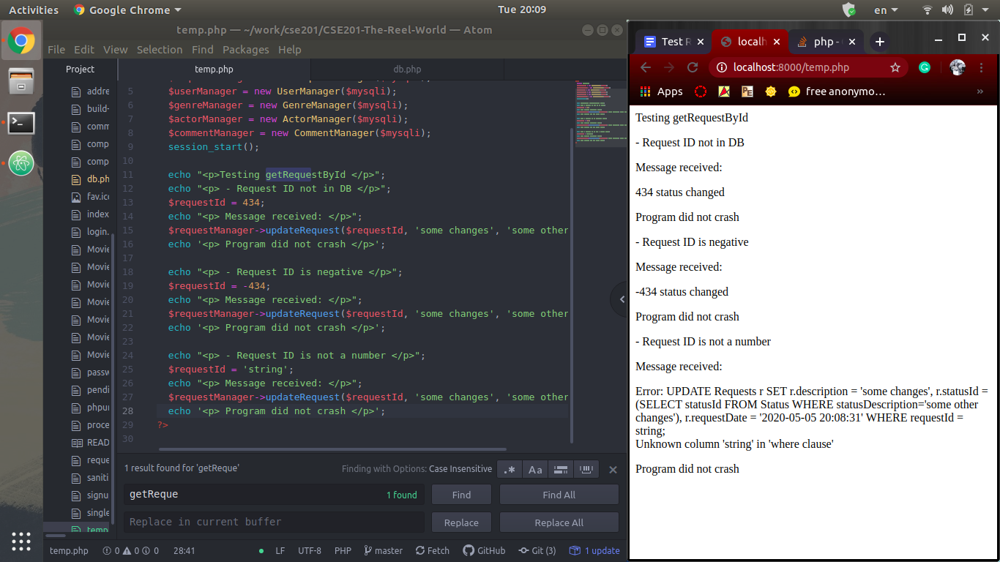 Activities
Google Chrome
Tue 20:09
en
temp.php — ~/work/cse201/CSE201-The-Reel-World — Atom
File Edit View Selection Find Packages Help
Project
temp.php
db.php
addre
build-
comm
comp
comp
db.ph
fav.ico
index
login.
Movie
Movie
Movie
Movie
Movie
Movie
Movie
passw
pendi
phpur
proce
READ
reque
saniti
signu
single
temp
5 $userManager = new UserManager($mysqli);
6 $genreManager = new GenreManager($mysqli);
7 $actorManager = new ActorManager($mysqli);
8 $commentManager = new CommentManager($mysqli);
9 session_start();
10
11 echo "<p>Testing getRequestById </p>";
12 echo "<p> - Request ID not in DB </p>";
13 $requestId = 434;
14 echo "<p> Message received: </p>";
15 $requestManager->updateRequest($requestId, 'some changes', 'some other
16 echo '<p> Program did not crash </p>';
17
18 echo "<p> - Request ID is negative </p>";
19 $requestId = -434;
20 echo "<p> Message received: </p>";
21 $requestManager->updateRequest($requestId, 'some changes', 'some other
22 echo '<p> Program did not crash </p>';
23
24 echo "<p> - Request ID is not a number </p>";
25 $requestId = 'string';
26 echo "<p> Message received: </p>";
27 $requestManager->updateRequest($requestId, 'some changes', 'some other
28 echo '<p> Program did not crash </p>';
29 ?>
30
1 result found for 'getReque'
Finding with Options: Case Insensitive
.* Aa
getReque
1 found
Find
Find All
Replace in current buffer
Replace
Replace All
temp.php
0 0 0
28:41
LF
UTF-8
PHP
master
Fetch
GitHub
Git (3)
1 update
Test R
localh
php -
localhost:8000/temp.php
Apps
PE
free anonymo...
»
Testing getRequestById
- Request ID not in DB
Message received:
434 status changed
Program did not crash
- Request ID is negative
Message received:
-434 status changed
Program did not crash
- Request ID is not a number
Message received:
Error: UPDATE Requests r SET r.description = 'some changes', r.statusId =
(SELECT statusId FROM Status WHERE statusDescription='some other
changes'), r.requestDate = '2020-05-05 20:08:31' WHERE requestId =
string;
Unknown column 'string' in 'where clause'
Program did not crash